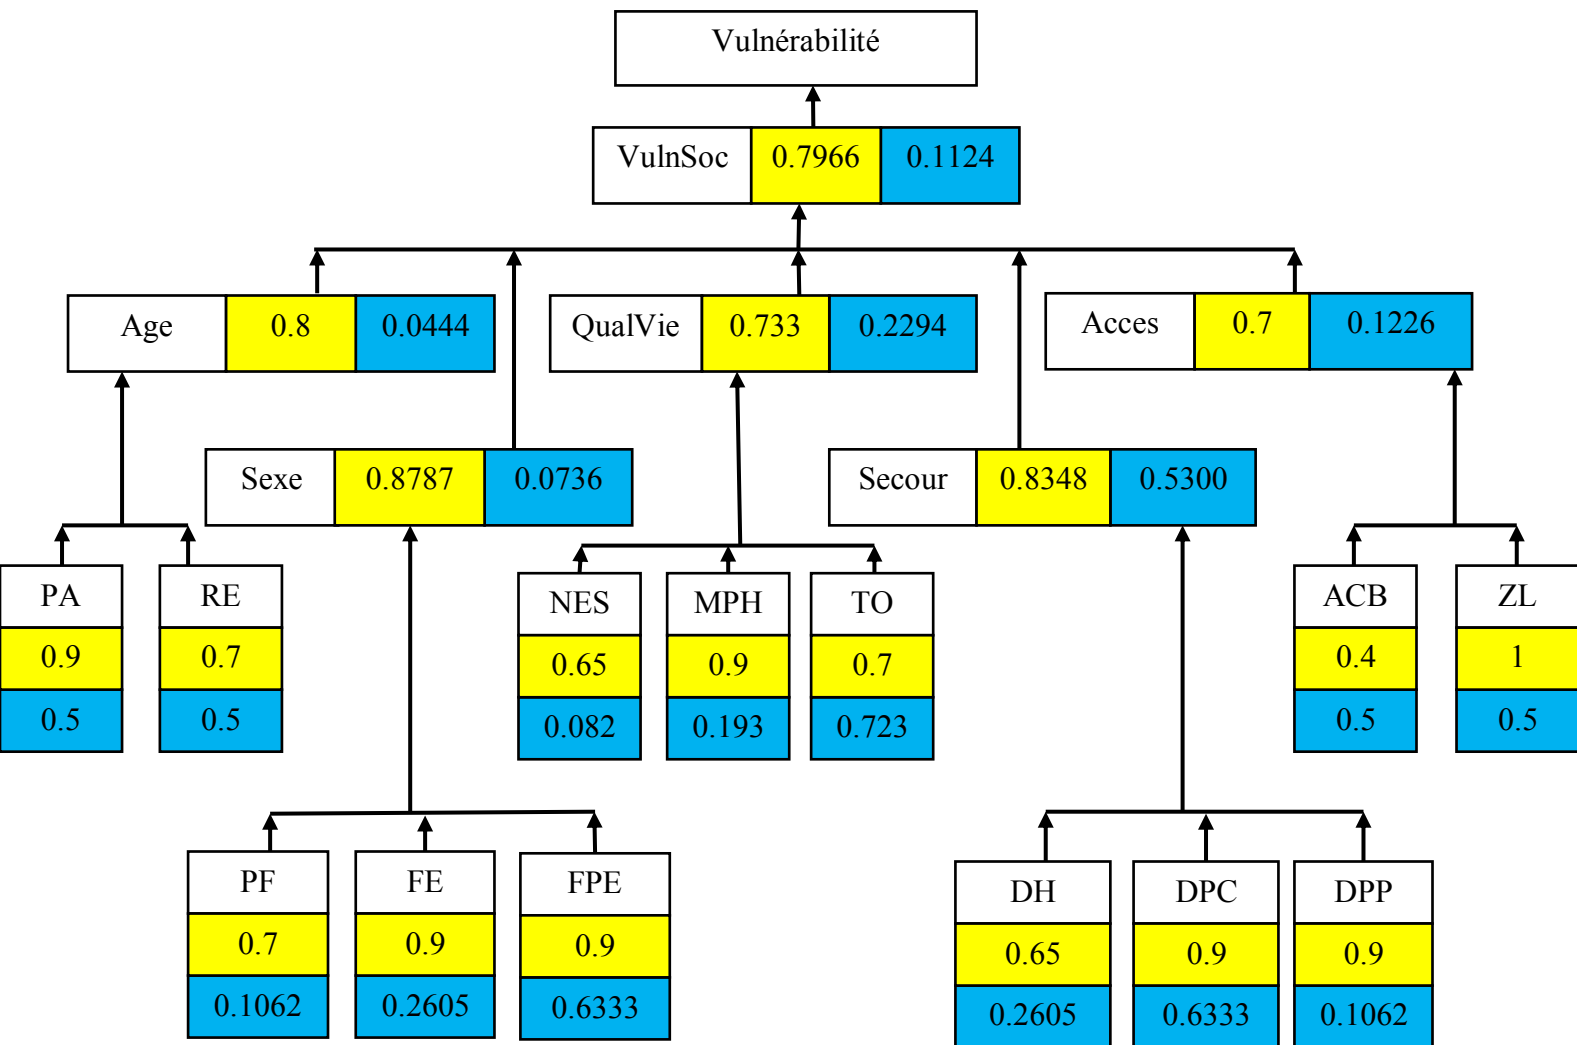 Vulnérabilité
VulnSoc 0.7966 0.1124
Age 0.8 0.0444
QualVie 0.733 0.2294
Acces 0.7 0.1226
Sexe 0.8787 0.0736
Secour 0.8348 0.5300
PA RE NES MPH TO ACB ZL
0.9 0.7 0.65 0.9 0.7 0.4 1
0.5 0.5 0.082 0.193 0.723 0.5 0.5
PF FE FPE DH DPC DPP
0.7 0.9 0.9 0.65 0.9 0.9
0.1062 0.2605 0.6333 0.2605 0.6333 0.1062